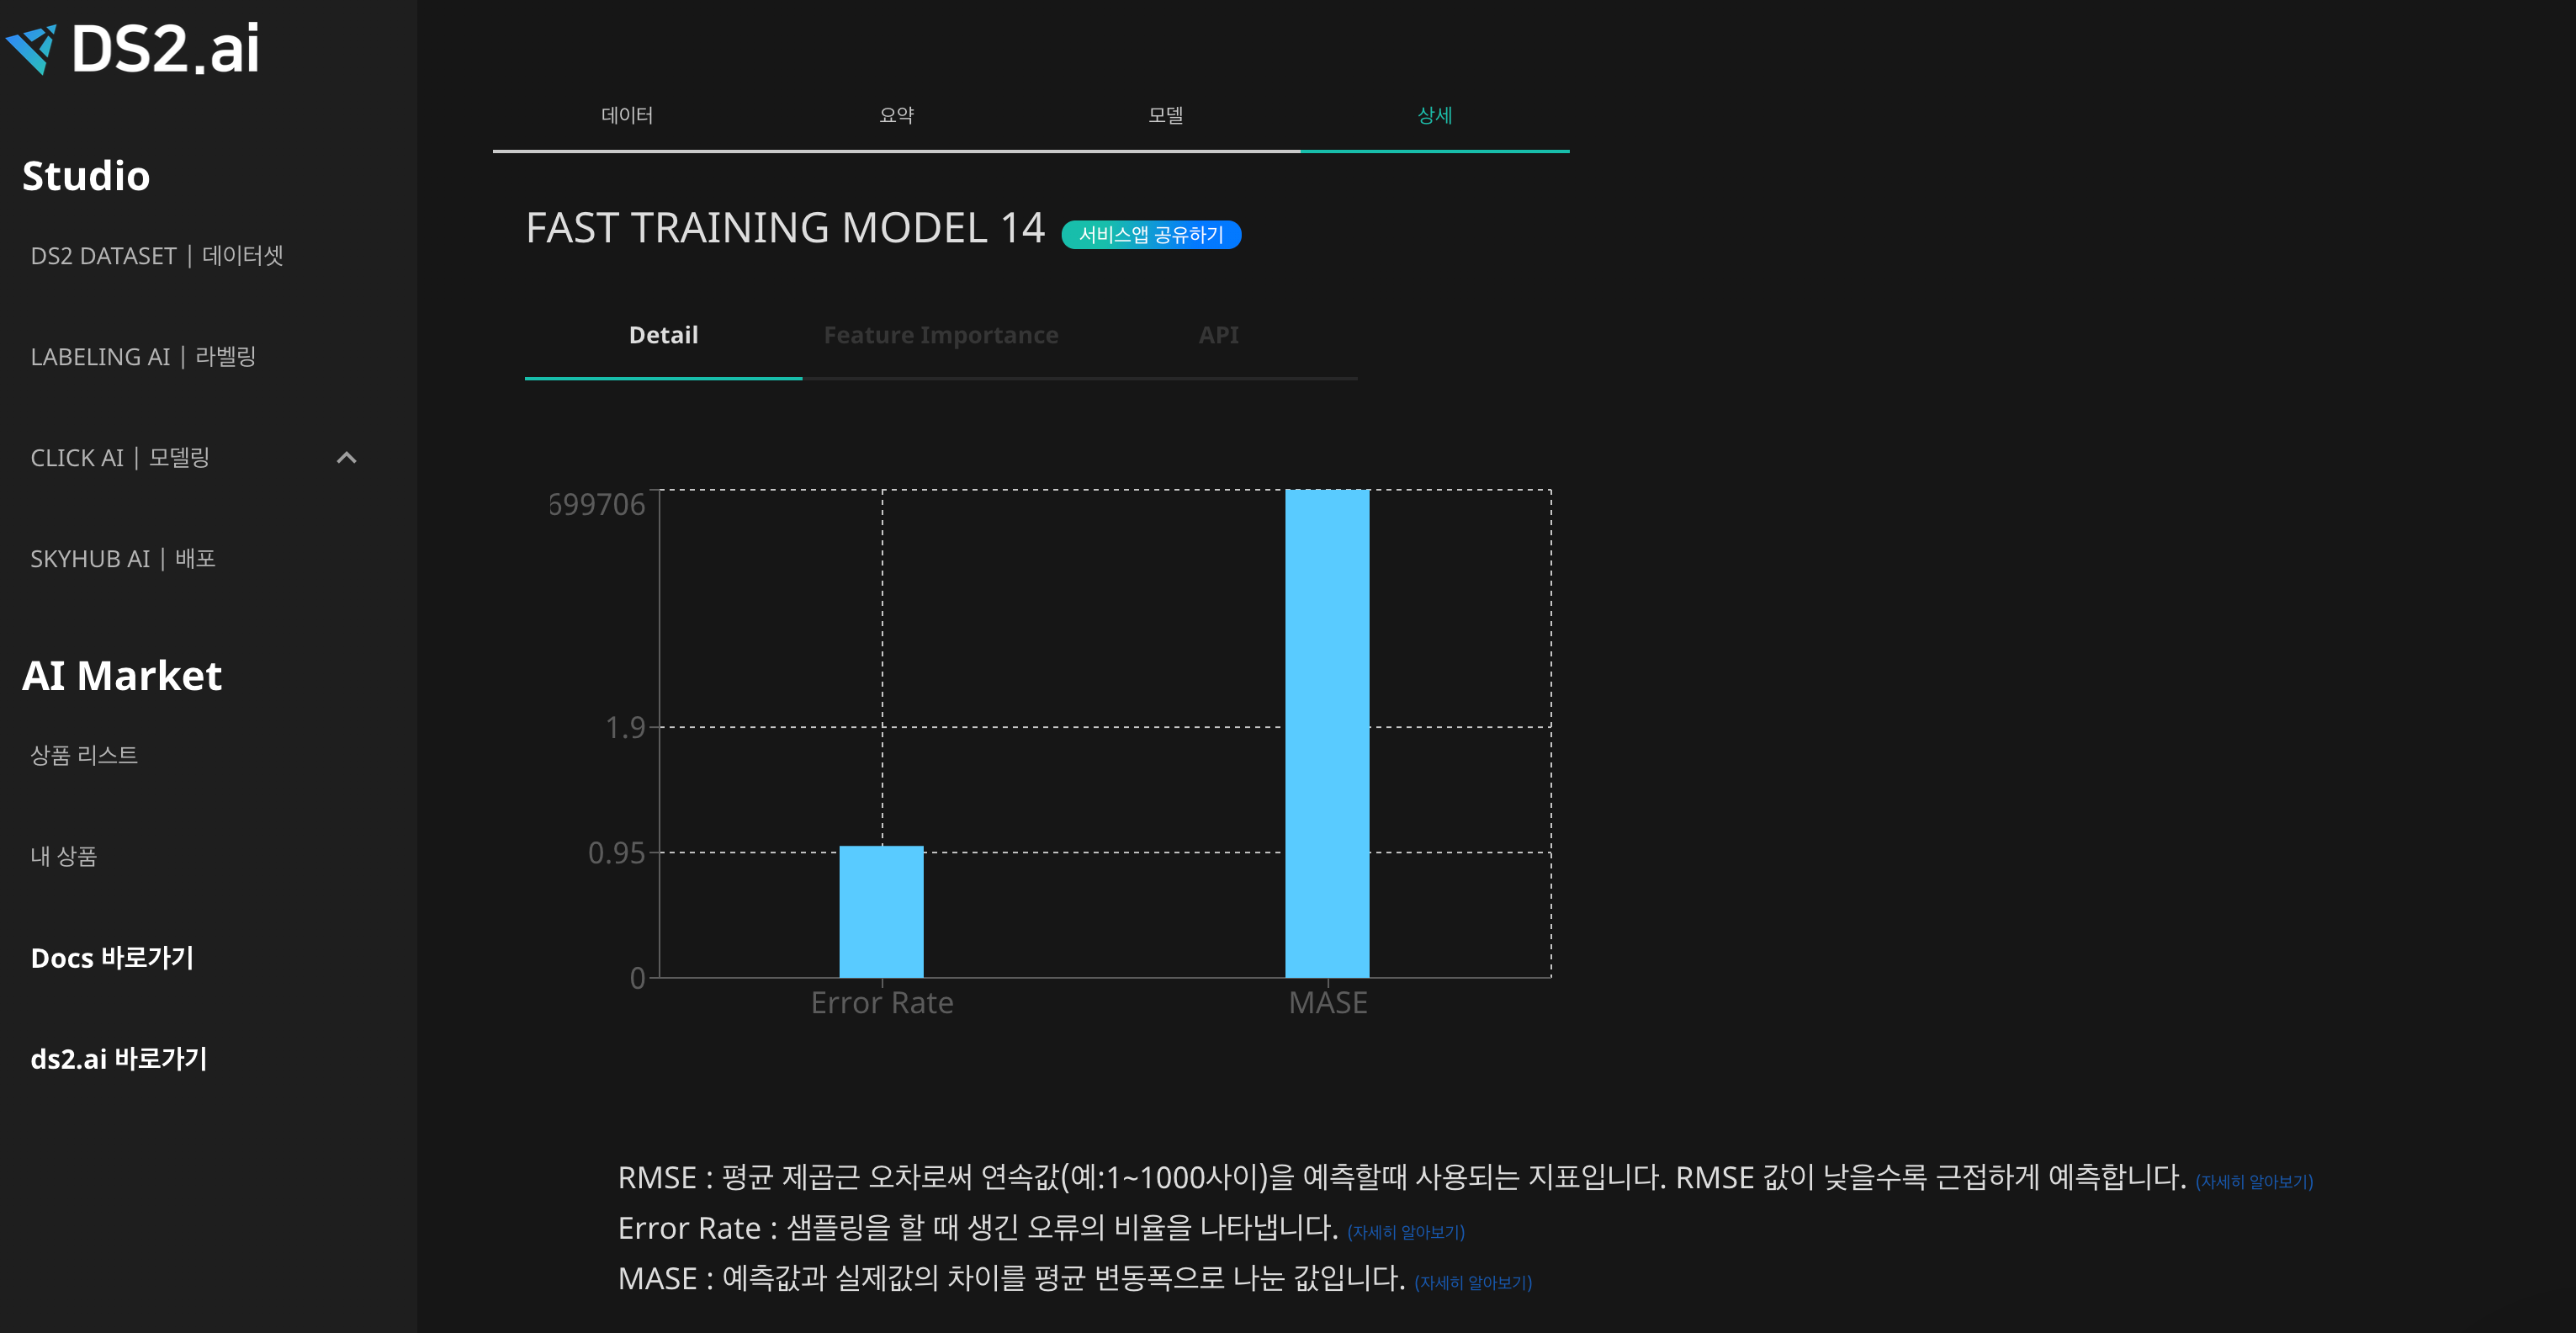 DS2.ai
Studio
DS2 DATASET | 데이터셋
LABELING AI | 라벨링
CLICK AI | 모델링
SKYHUB AI | 배포
AI Market
상품 리스트
내 상품
Docs 바로가기
ds2.ai 바로가기
데이터 요약 모델 상세
FAST TRAINING MODEL 14 서비스앱 공유하기
Detail Feature Importance API
699706
1.9
0.95
0
Error Rate MASE
RMSE : 평균 제곱근 오차로써 연속값(예:1~1000사이)을 예측할때 사용되는 지표입니다. RMSE 값이 낮을수록 근접하게 예측합니다. (자세히 알아보기)
Error Rate : 샘플링을 할 때 생긴 오류의 비율을 나타냅니다. (자세히 알아보기)
MASE : 예측값과 실제값의 차이를 평균 변동폭으로 나눈 값입니다. (자세히 알아보기)